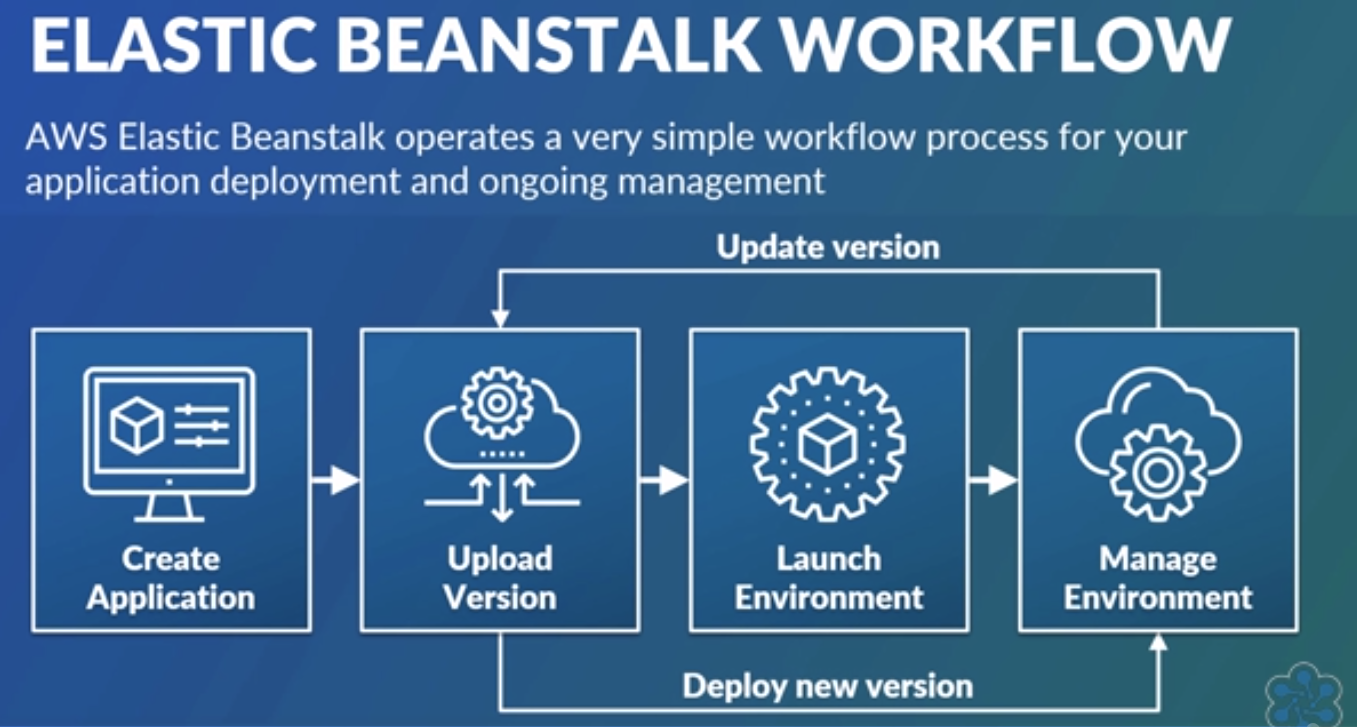 ELASTIC BEANSTALK WORKFLOW
AWS Elastic Beanstalk operates a very simple workflow process for your
application deployment and ongoing management
Update version
Create
Application
Upload
Version
Launch
Environment
Manage
Environment
Deploy new version